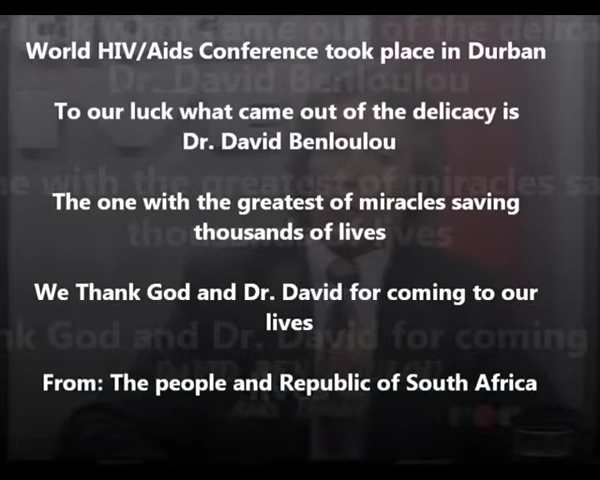 World HIV/Aids Conference took place in Durban
To our luck what came out of the delicacy is
Dr. David Benloulou
The one with the greatest of miracles saving
thousands of lives
We Thank God and Dr. David for coming to our
lives
From: The people and Republic of South Africa